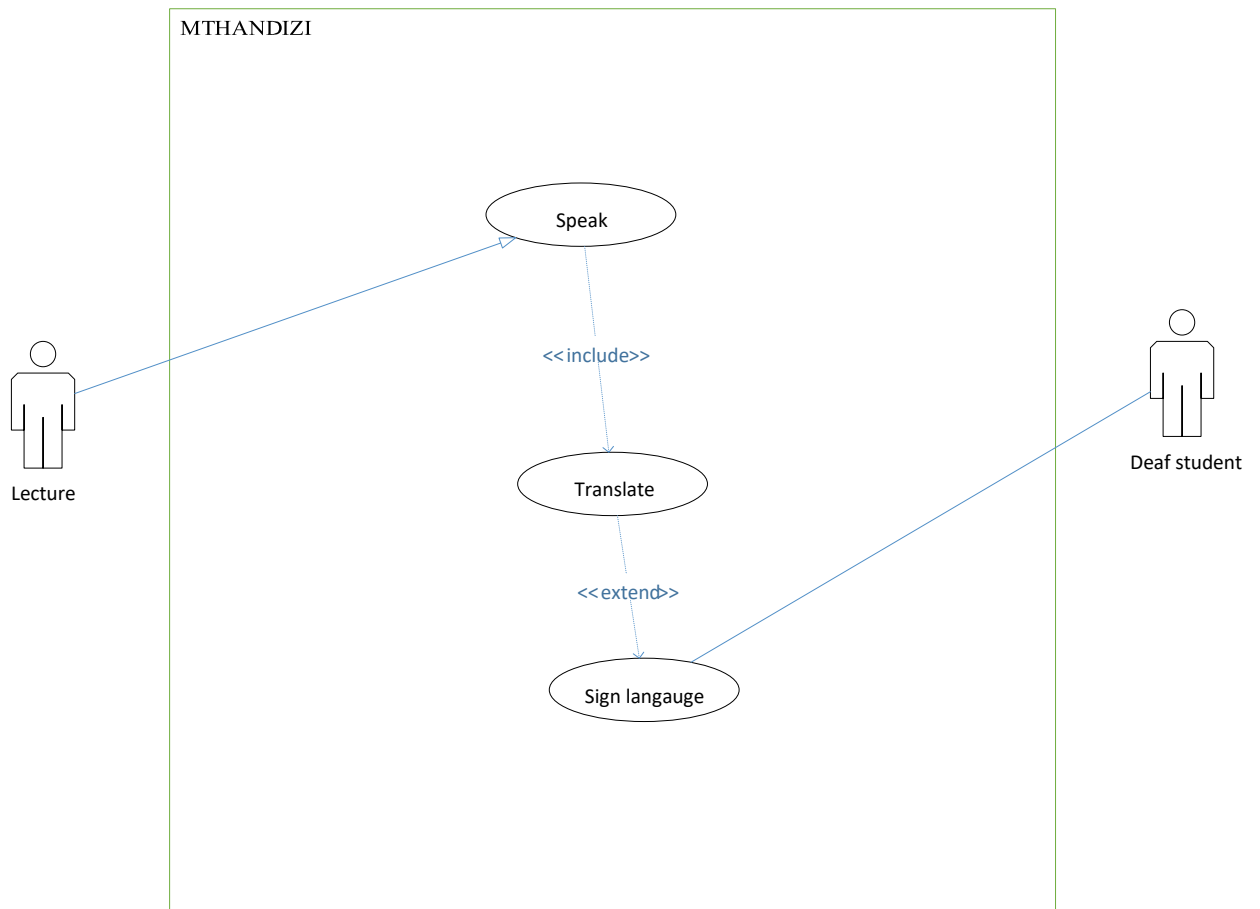 MTHANDIZI
Speak
<<include>>
Lecture
Deaf student
Translate
<<extend>>
Sign langauge